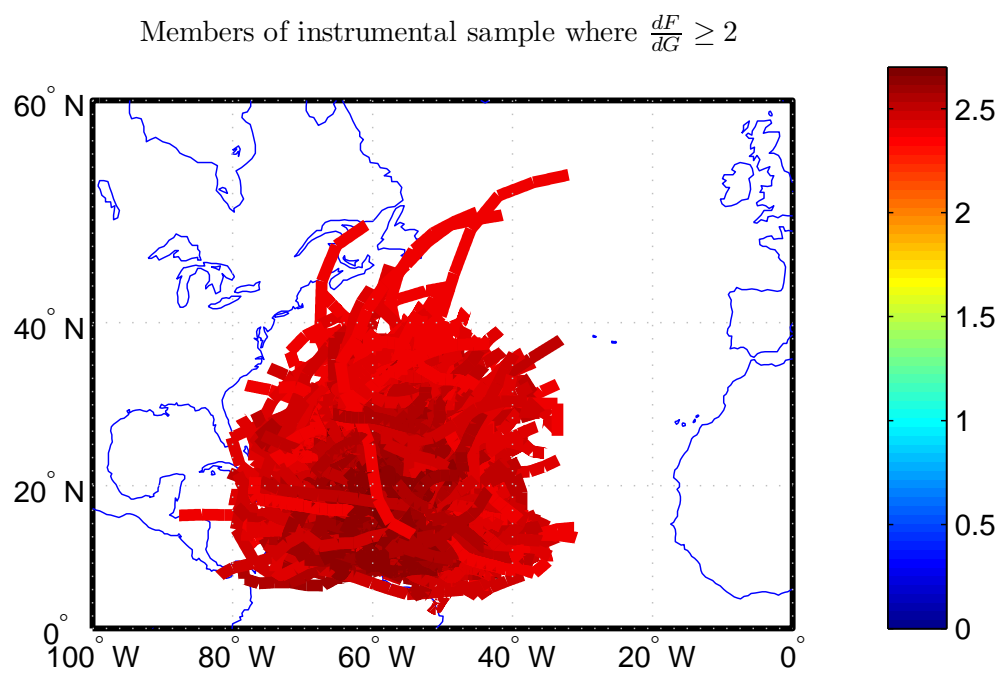 Members of instrumental sample where dF/dG ≥ 2
60° N
40° N
20° N
0°
100° W 80° W 60° W 40° W 20° W 0°
2.5
2
1.5
1
0.5
0